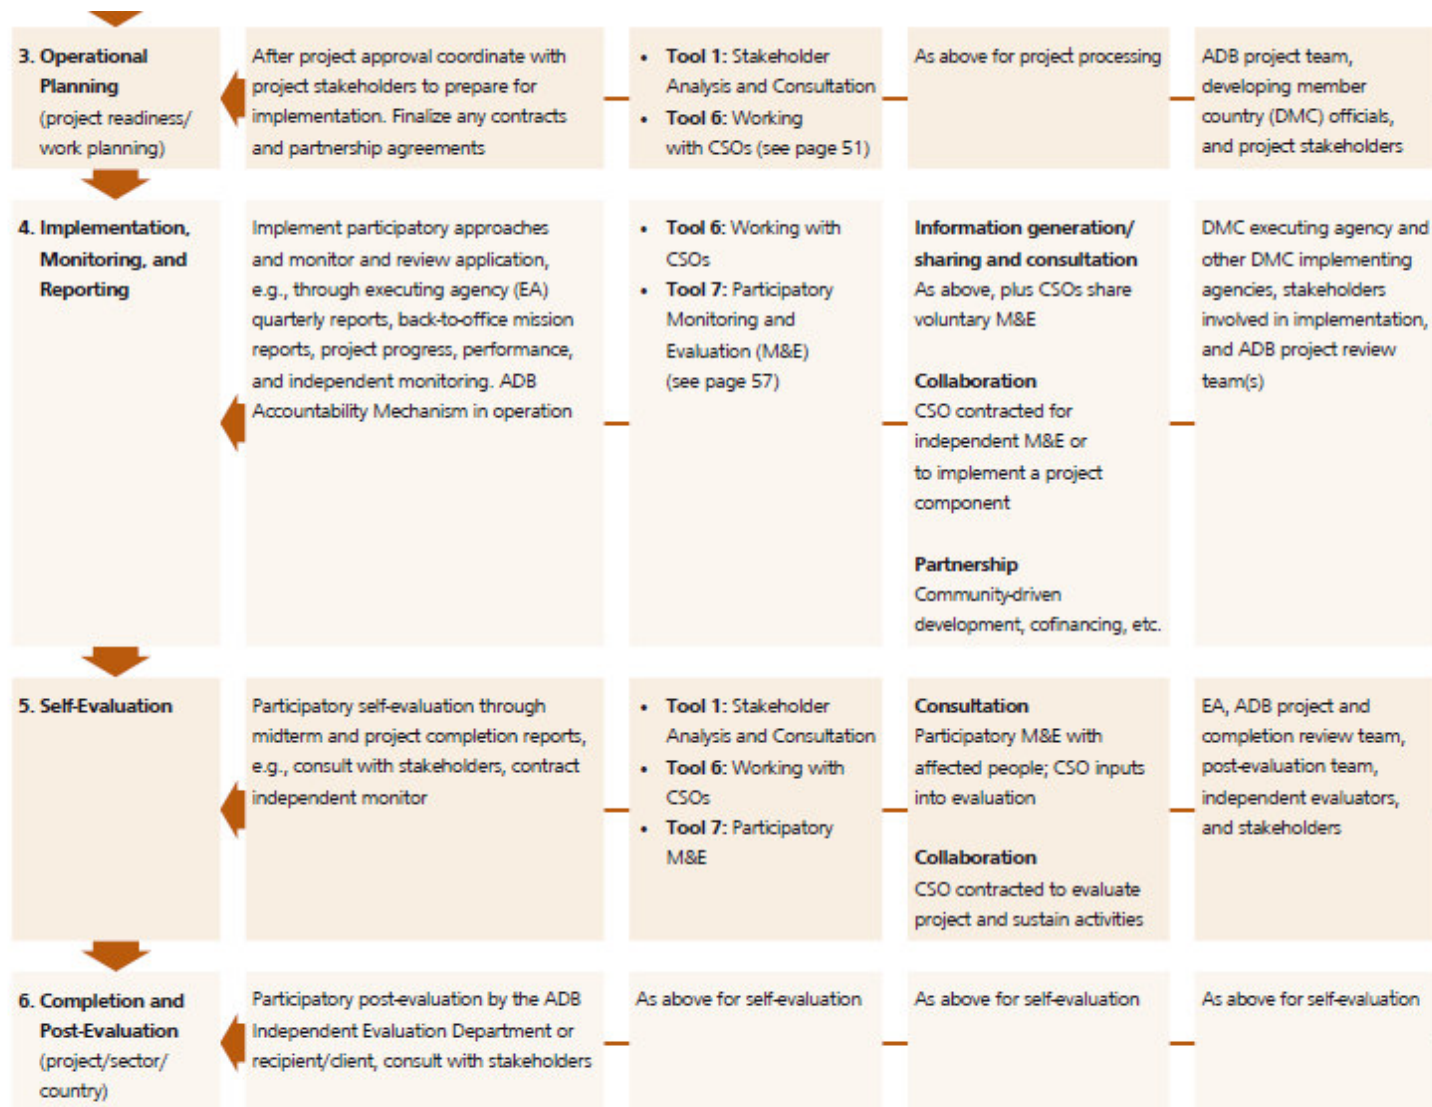 3. Operational
Planning
(project readiness/
work planning)
After project approval coordinate with
project stakeholders to prepare for
implementation. Finalize any contracts
and partnership agreements
• Tool 1: Stakeholder
Analysis and Consultation
• Tool 6: Working
with CSOs (see page 51)
As above for project processing
ADB project team,
developing member
country (DMC) officials,
and project stakeholders
4. Implementation,
Monitoring, and
Reporting
Implement participatory approaches
and monitor and review application,
e.g., through executing agency (EA)
quarterly reports, back-to-office mission
reports, project progress, performance,
and independent monitoring. ADB
Accountability Mechanism in operation
• Tool 6: Working with
CSOs
• Tool 7: Participatory
Monitoring and
Evaluation (M&E)
(see page 57)
Information generation/
sharing and consultation
As above, plus CSOs share
voluntary M&E
Collaboration
CSO contracted for
independent M&E or
to implement a project
component
Partnership
Community-driven
development, cofinancing, etc.
DMC executing agency and
other DMC implementing
agencies, stakeholders
involved in implementation,
and ADB project review
team(s)
5. Self-Evaluation
Participatory self-evaluation through
midterm and project completion reports,
e.g., consult with stakeholders, contract
independent monitor
• Tool 1: Stakeholder
Analysis and Consultation
• Tool 6: Working with
CSOs
• Tool 7: Participatory
M&E
Consultation
Participatory M&E with
affected people; CSO inputs
into evaluation
Collaboration
CSO contracted to evaluate
project and sustain activities
EA, ADB project and
completion review team,
post-evaluation team,
independent evaluators,
and stakeholders
6. Completion and
Post-Evaluation
(project/sector/
country)
Participatory post-evaluation by the ADB
Independent Evaluation Department or
recipient/client, consult with stakeholders
As above for self-evaluation
As above for self-evaluation
As above for self-evaluation